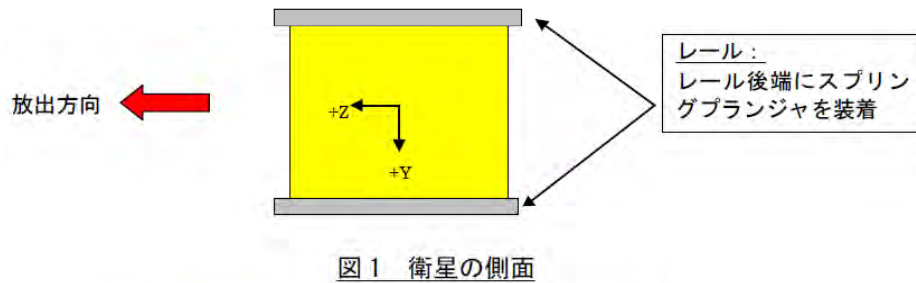 放出方向
+Z
+Y
レール：
レール後端にスプリン
グプランジャを装着
図1　衛星の側面